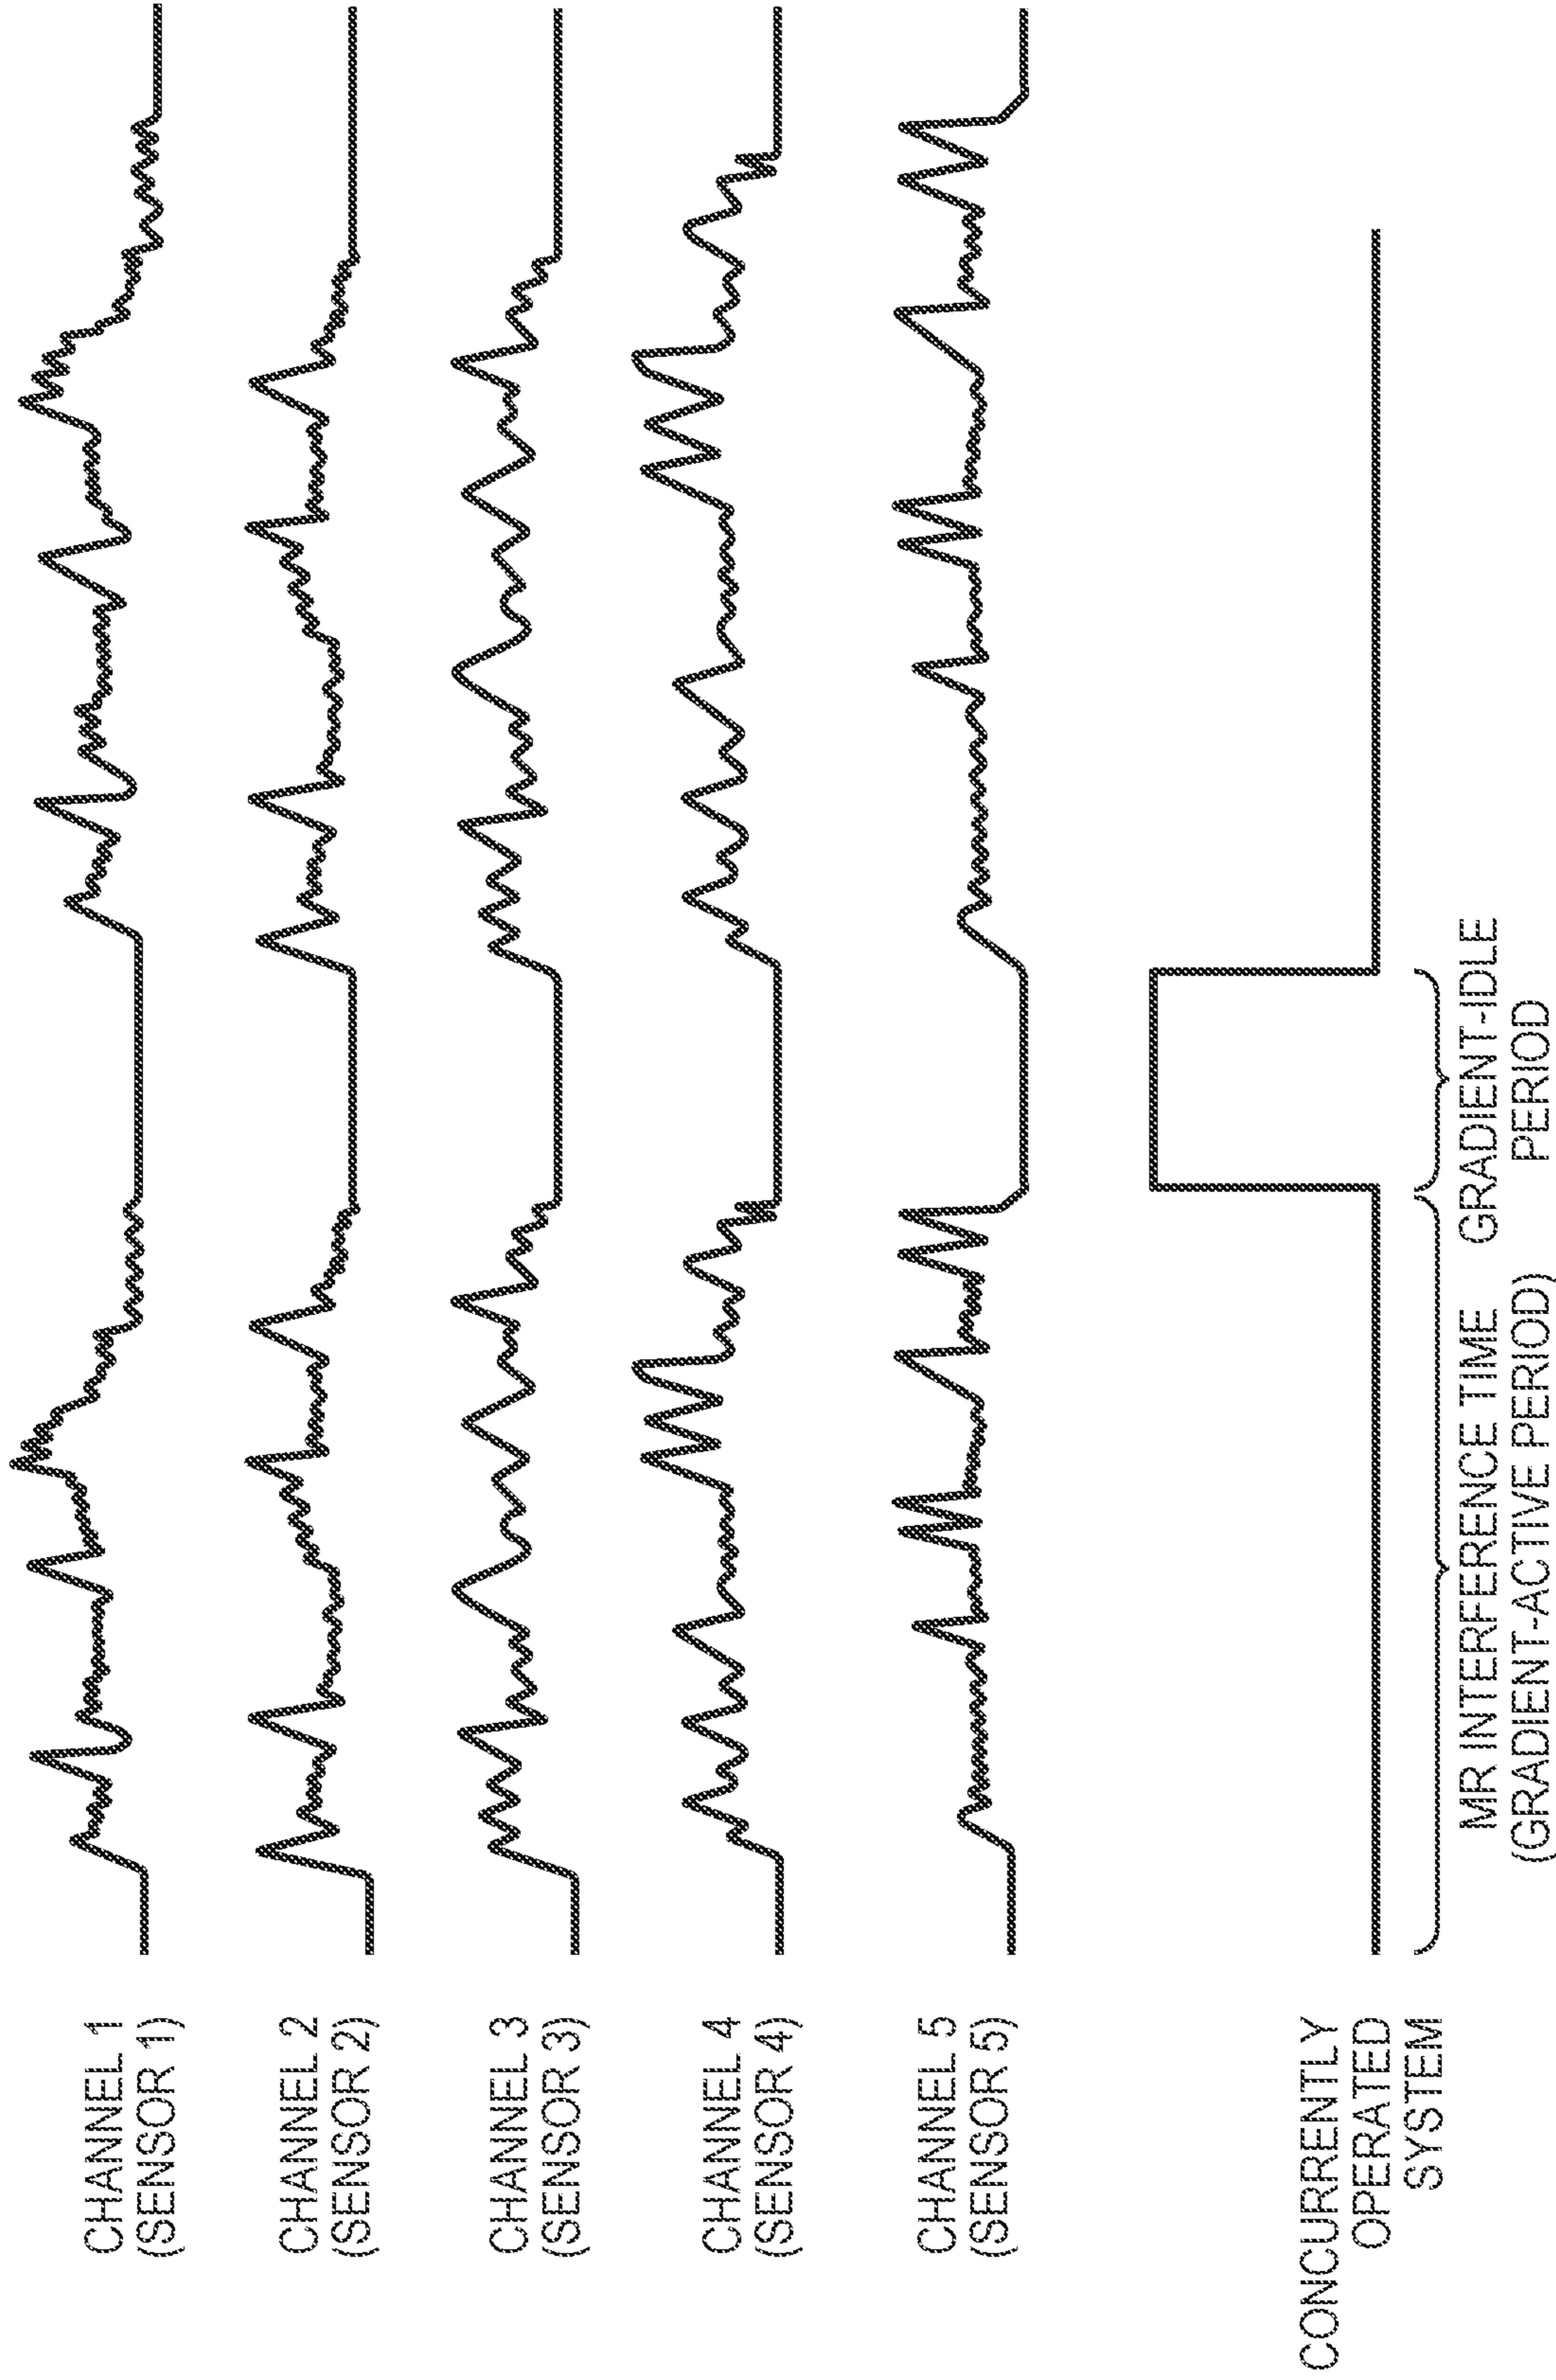 CHANNEL 1
(SENSOR 1)
CHANNEL 2
(SENSOR 2)
CHANNEL 3
(SENSOR 3)
CHANNEL 4
(SENSOR 4)
CHANNEL 5
(SENSOR 5)
CONCURRENTLY
OPERATED
SYSTEM
MR INTERFERENCE TIME
(GRADIENT-ACTIVE PERIOD)
GRADIENT-IDLE
PERIOD